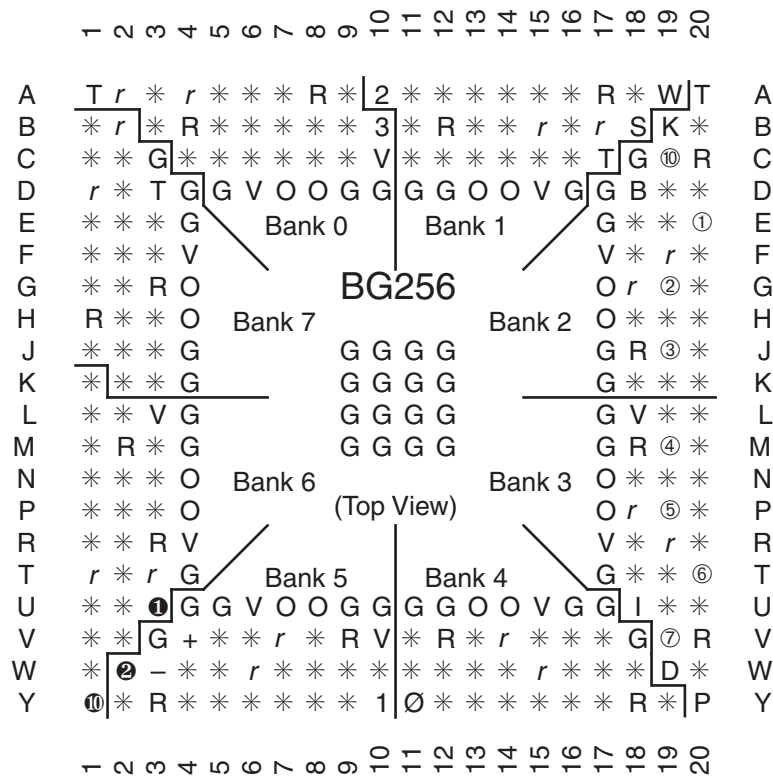 1 2 3 4 5 6 7 8 9 10 11 12 13 14 15 16 17 18 19 20
A T r ✳ r ✳ ✳ ✳ R ✳ 2 ✳ ✳ ✳ ✳ ✳ ✳ R ✳ W T A
B ✳ r ✳ R ✳ ✳ ✳ ✳ ✳ 3 ✳ R ✳ ✳ r ✳ r S K ✳ B
C ✳ ✳ G ✳ ✳ ✳ ✳ ✳ ✳ V ✳ ✳ ✳ ✳ ✳ ✳ T G ⑩ R C
D r ✳ T G G V O O G G G G O O V G G B ✳ ✳ D
E ✳ ✳ ✳ G Bank 0 Bank 1 G ✳ ✳ ① E
F ✳ ✳ ✳ V V ✳ r ✳ F
G ✳ ✳ R O BG256 O r ② ✳ G
H R ✳ ✳ O Bank 7 Bank 2 O ✳ ✳ ✳ H
J ✳ ✳ ✳ G G G G G G R ③ ✳ J
K ✳ ✳ ✳ G G G G G G ✳ ✳ ✳ K
L ✳ ✳ V G G G G G G V ✳ ✳ L
M ✳ R ✳ G G G G G G R ④ ✳ M
N ✳ ✳ ✳ O Bank 6 Bank 3 O ✳ ✳ ✳ N
P ✳ ✳ ✳ O (Top View) O r ⑤ ✳ P
R ✳ ✳ R V V ✳ r ✳ R
T r ✳ r G Bank 5 Bank 4 G ✳ ✳ ⑥ T
U ✳ ✳ ❶ G G V O O G G G G O O V G G I ✳ ✳ U
V ✳ ✳ G + ✳ ✳ r ✳ R V ✳ R ✳ r ✳ ✳ ✳ G ⑦ R V
W ✳ ❷ – ✳ ✳ r ✳ ✳ ✳ ✳ ✳ ✳ ✳ ✳ r ✳ ✳ ✳ D ✳ W
Y ❿ ✳ R ✳ ✳ ✳ ✳ ✳ ✳ 1 Ø ✳ ✳ ✳ ✳ ✳ ✳ R ✳ P Y
1 2 3 4 5 6 7 8 9 10 11 12 13 14 15 16 17 18 19 20